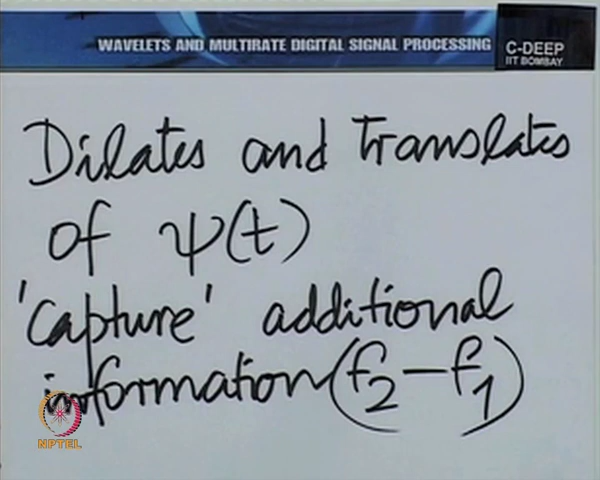 WAVELETS AND MULTIRATE DIGITAL SIGNAL PROCESSING
C-DEEP
IIT BOMBAY
Dilates and translates
of ψ(t)
'capture' additional
information (f₂ - f₁)
NPTEL